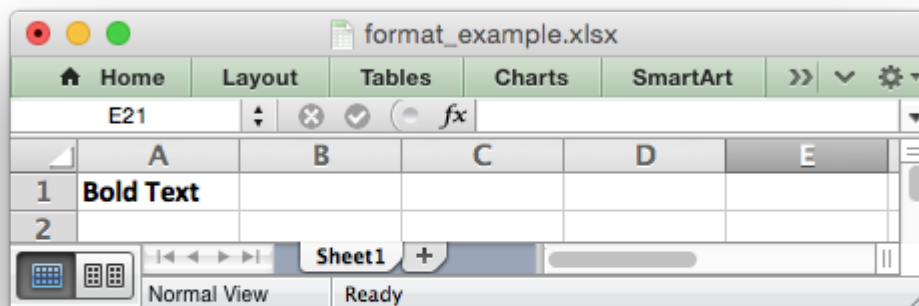 format_example.xlsx
Home Layout Tables Charts SmartArt
E21 fx
A B C D E
1 Bold Text
2
Sheet1 +
Normal View Ready